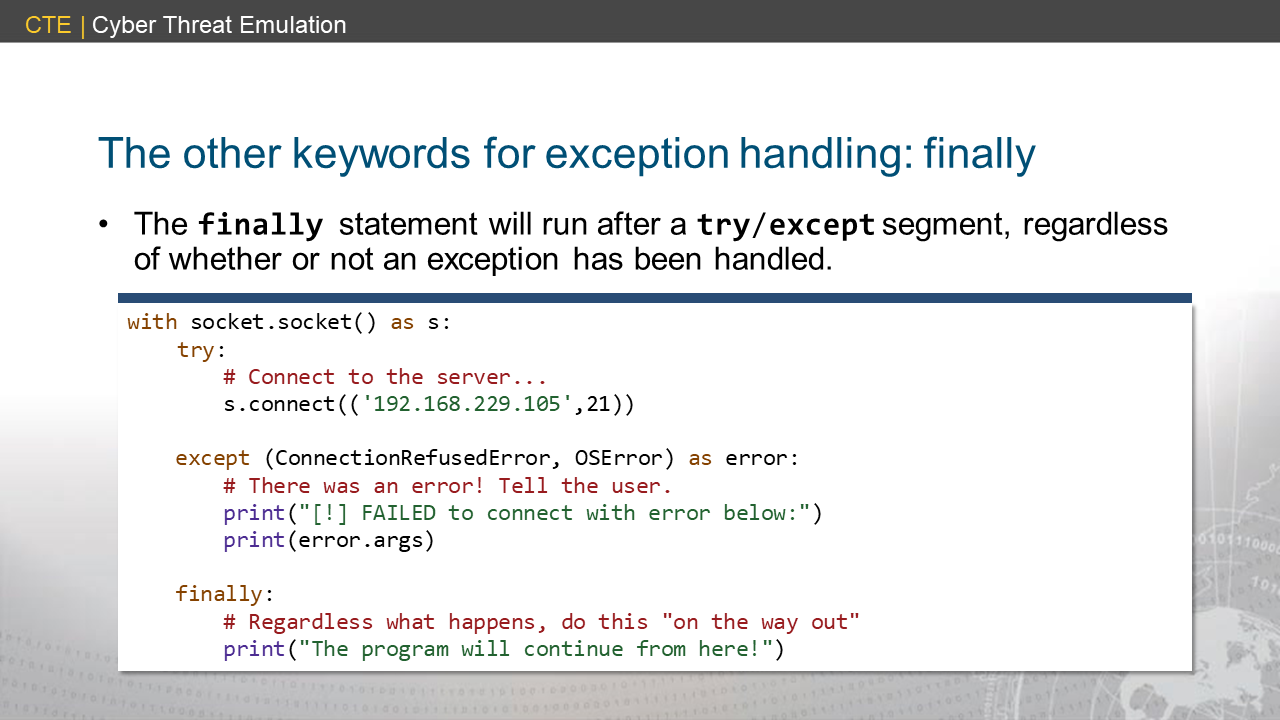 CTE | Cyber Threat Emulation
The other keywords for exception handling: finally
• The finally statement will run after a try/except segment, regardless
of whether or not an exception has been handled.
with socket.socket() as s:
    try:
        # Connect to the server...
        s.connect(('192.168.229.105',21))
    except (ConnectionRefusedError, OSError) as error:
        # There was an error! Tell the user.
        print("[!] FAILED to connect with error below:")
        print(error.args)
    finally:
        # Regardless what happens, do this "on the way out"
        print("The program will continue from here!")